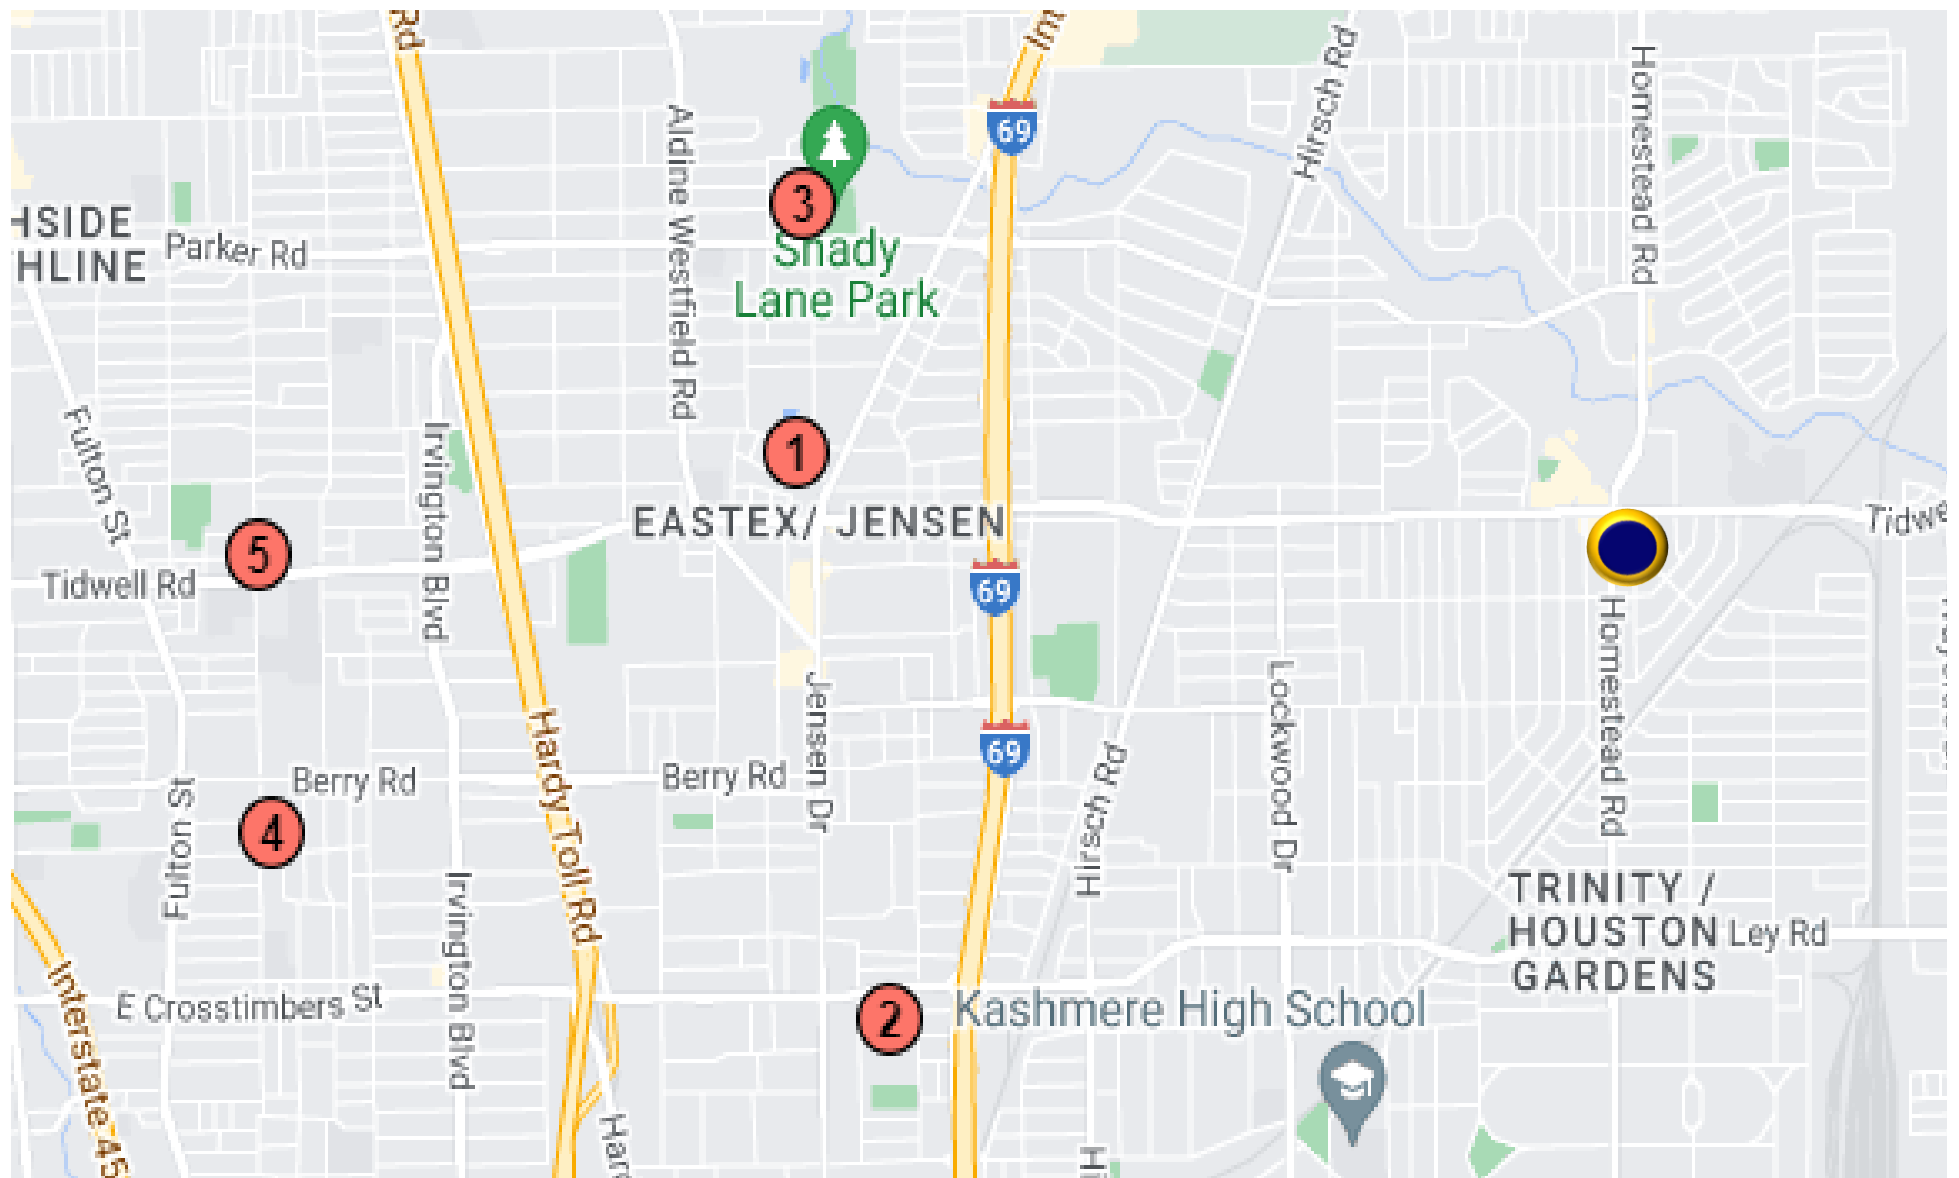 Rd
Im
Hirsch Rd
Homestead Rd
69
Aldine Westfield Rd
3
HSIDE
HLINE
Parker Rd
Shady
Lane Park
Fulton St
Irvington Blvd
1
EASTEX/ JENSEN
Tidwe
5
Tidwell Rd
69
Homestead Rd
Lockwood Dr
Jensen Dr
Hardy Toll Rd
69
Berry Rd
Berry Rd
Hirsch Rd
Fulton St
4
TRINITY /
HOUSTON
GARDENS
Ley Rd
Irvington Blvd
Interstate 45
E Crosstimbers St
2
Kashmere High School
Har
Hi